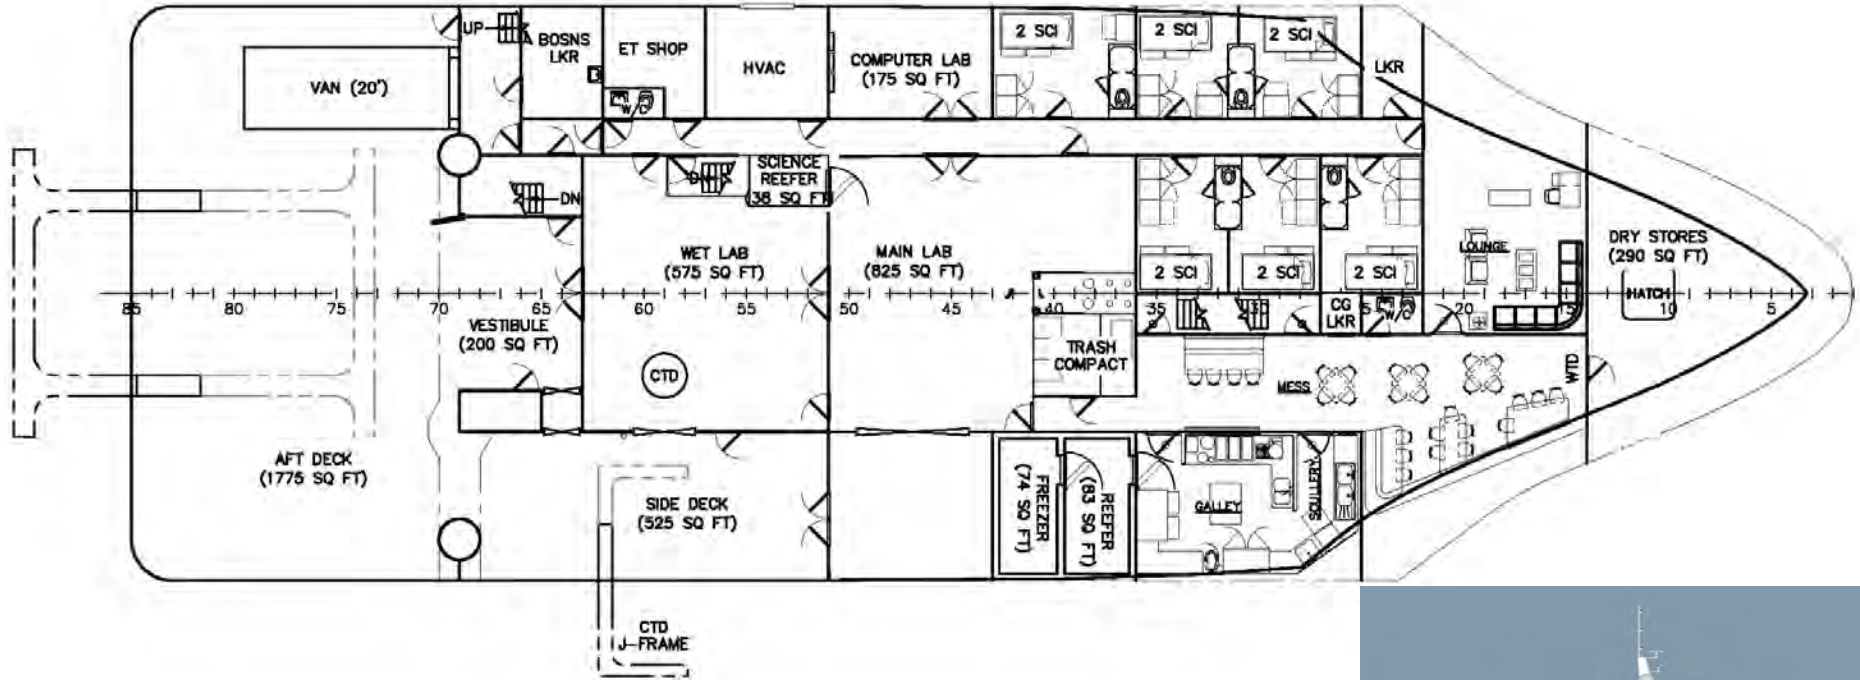 UP
BOSNS
LKR
ET SHOP
HVAC
COMPUTER LAB
(175 SQ FT)
2 SCI
2 SCI
2 SCI
LKR
VAN (20')
W
SCIENCE
REEFER
(38 SQ FT)
DN
WET LAB
(575 SQ FT)
MAIN LAB
(825 SQ FT)
LOUNGE
DRY STORES
(290 SQ FT)
HATCH
2 SCI
2 SCI
2 SCI
85 80 75 70 65 60 55 50 45 40 35 30 20 15 10 5
VESTIBULE
(200 SQ FT)
CG
LKR
W
TRASH
COMPACT
CTD
MESS
WTD
AFT DECK
(1775 SQ FT)
SIDE DECK
(525 SQ FT)
FREEZER
(74 SQ FT)
REEFER
(83 SQ FT)
GALLEY
SCULLERY
CTD
J-FRAME